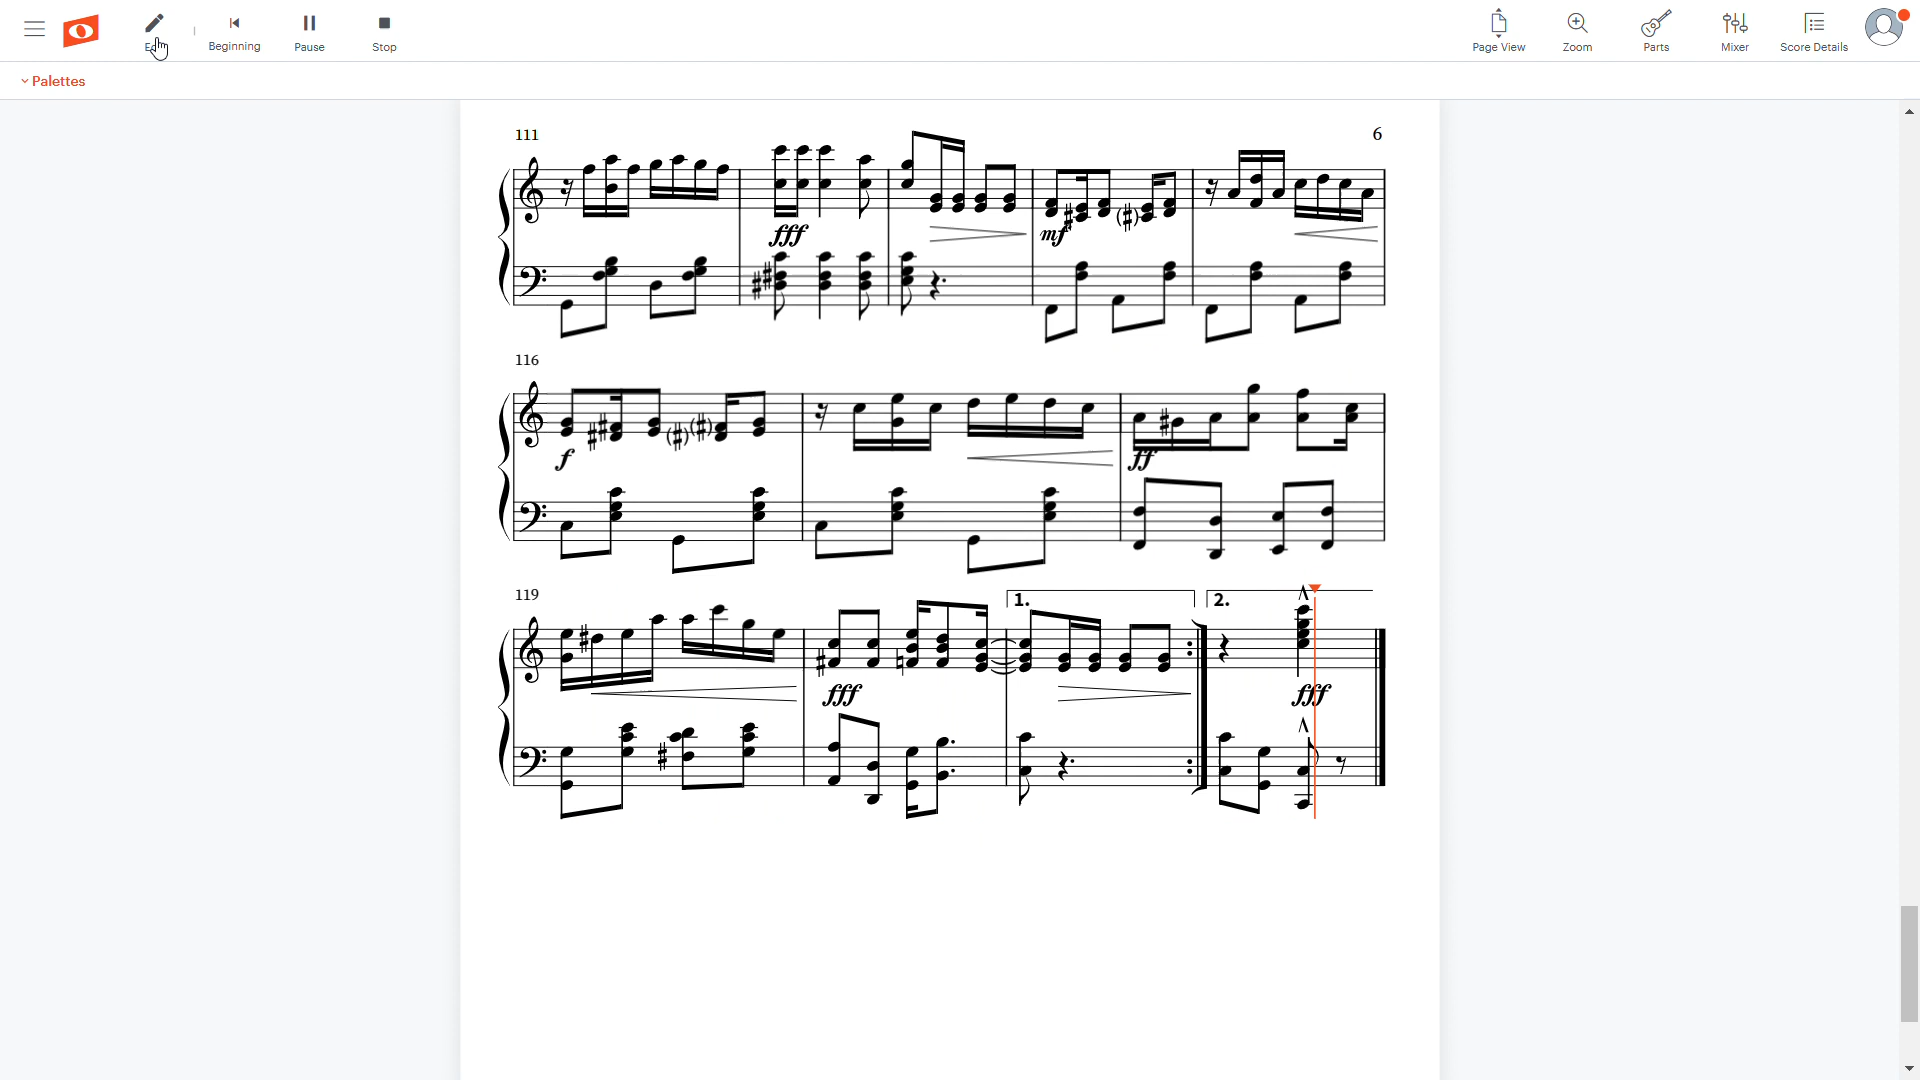 Beginning
Pause
Stop
Page View
Zoom
Parts
Mixer
Score Details
Palettes
111
6
fff
mf
116
f
ff
119
1.
2.
fff
fff